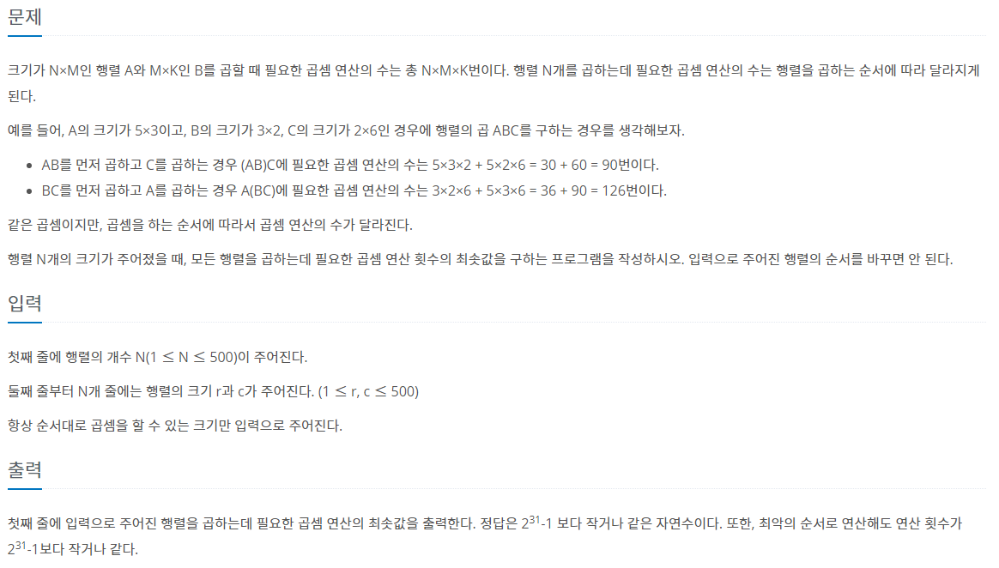 문제
크기가 N×M인 행렬 A와 M×K인 B를 곱할 때 필요한 곱셈 연산의 수는 총 N×M×K번이다. 행렬 N개를 곱하는데 필요한 곱셈 연산의 수는 행렬을 곱하는 순서에 따라 달라지게
된다.
예를 들어, A의 크기가 5×3이고, B의 크기가 3×2, C의 크기가 2×6인 경우에 행렬의 곱 ABC를 구하는 경우를 생각해보자.
• AB를 먼저 곱하고 C를 곱하는 경우 (AB)C에 필요한 곱셈 연산의 수는 5×3×2 + 5×2×6 = 30 + 60 = 90번이다.
• BC를 먼저 곱하고 A를 곱하는 경우 A(BC)에 필요한 곱셈 연산의 수는 3×2×6 + 5×3×6 = 36 + 90 = 126번이다.
같은 곱셈이지만, 곱셈을 하는 순서에 따라서 곱셈 연산의 수가 달라진다.
행렬 N개의 크기가 주어졌을 때, 모든 행렬을 곱하는데 필요한 곱셈 연산 횟수의 최솟값을 구하는 프로그램을 작성하시오. 입력으로 주어진 행렬의 순서를 바꾸면 안 된다.
입력
첫째 줄에 행렬의 개수 N(1 ≤ N ≤ 500)이 주어진다.
둘째 줄부터 N개 줄에는 행렬의 크기 r과 c가 주어진다. (1 ≤ r, c ≤ 500)
항상 순서대로 곱셈을 할 수 있는 크기만 입력으로 주어진다.
출력
첫째 줄에 입력으로 주어진 행렬을 곱하는데 필요한 곱셈 연산의 최솟값을 출력한다. 정답은 2³¹-1 보다 작거나 같은 자연수이다. 또한, 최악의 순서로 연산해도 연산 횟수가
2³¹-1보다 작거나 같다.